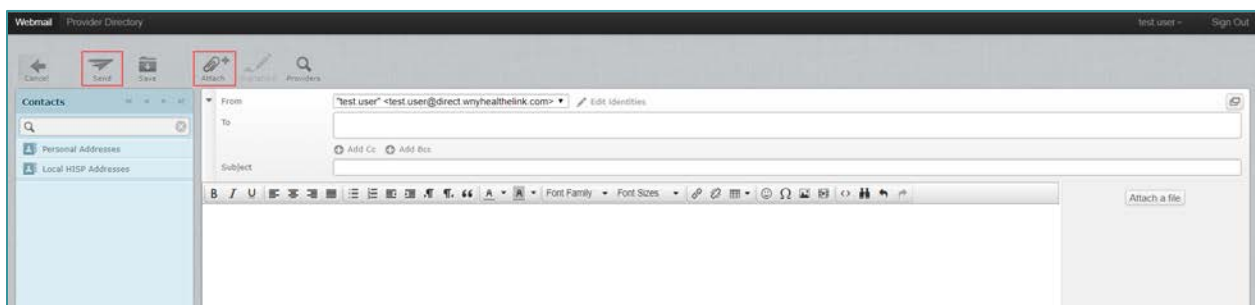 Webmail Provider Directory test user Sign Out
Cancel Send Save Attach Signature Providers
Contacts
From "test user" <test.user@direct.wnyhealthelink.com> Edit identities
To
Personal Addresses
Add Cc Add Bcc
Local HISP Addresses
Subject
B I U A A Font Family Font Sizes
Attach a file